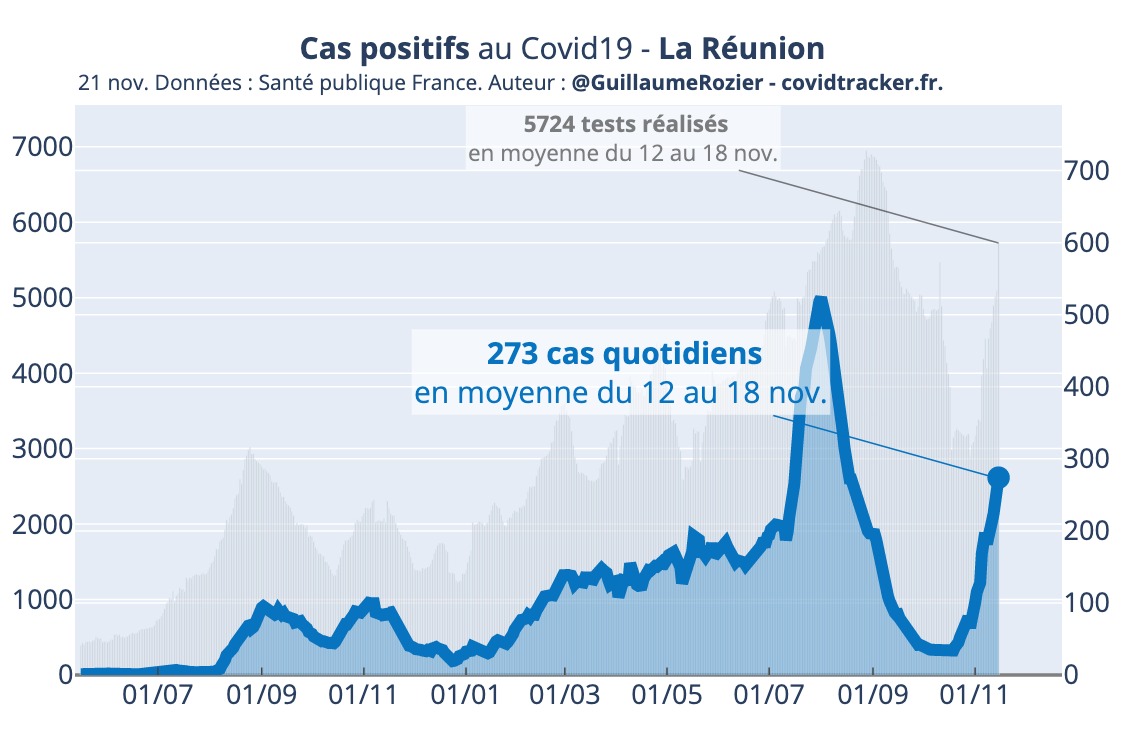 Cas positifs au Covid19 - La Réunion
21 nov. Données : Santé publique France. Auteur : @GuillaumeRozier - covidtracker.fr.
5724 tests réalisés
en moyenne du 12 au 18 nov.
273 cas quotidiens
en moyenne du 12 au 18 nov.
7000
6000
5000
4000
3000
2000
1000
0
700
600
500
400
300
200
100
0
01/07 01/09 01/11 01/01 01/03 01/05 01/07 01/09 01/11